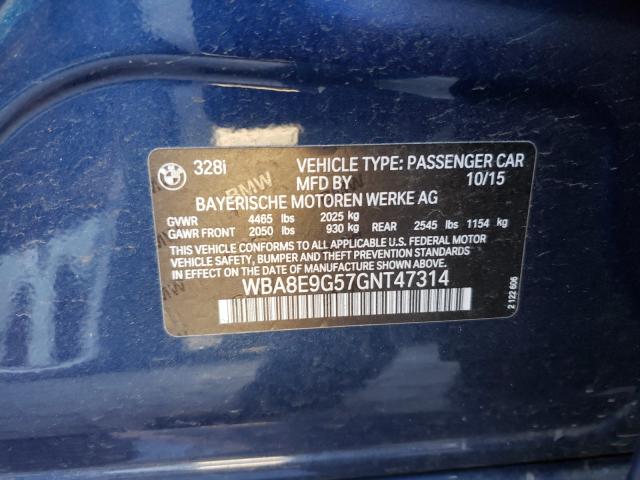 328i VEHICLE TYPE: PASSENGER CAR
MFD BY 10/15
BAYERISCHE MOTOREN WERKE AG
GVWR 4465 lbs 2025 kg
GAWR FRONT 2050 lbs 930 kg REAR 2545 lbs 1154 kg
THIS VEHICLE CONFORMS TO ALL APPLICABLE U.S. FEDERAL MOTOR
VEHICLE SAFETY, BUMPER, AND THEFT PREVENTION STANDARDS
IN EFFECT ON THE DATE OF MANUFACTURE SHOWN ABOVE.
WBA8E9G57GNT47314
2 122 606
BMW
BMW
BMW